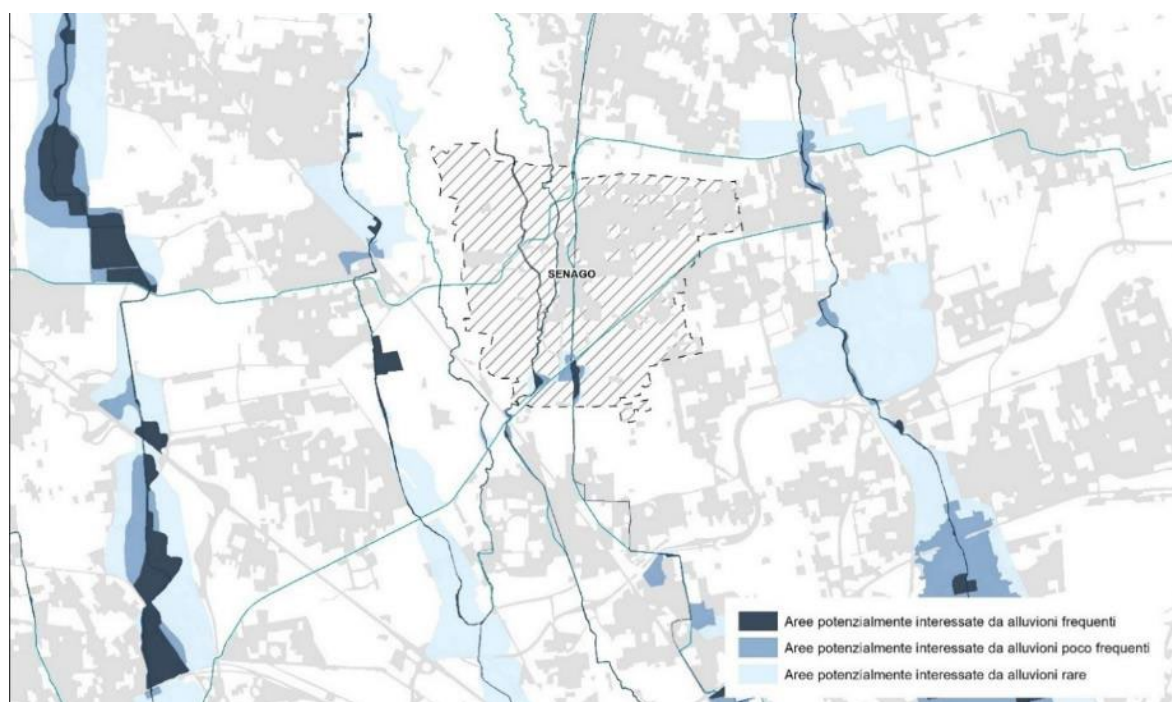 SENAGO
Aree potenzialmente interessate da alluvioni frequenti
Aree potenzialmente interessate da alluvioni poco frequenti
Aree potenzialmente interessate da alluvioni rare